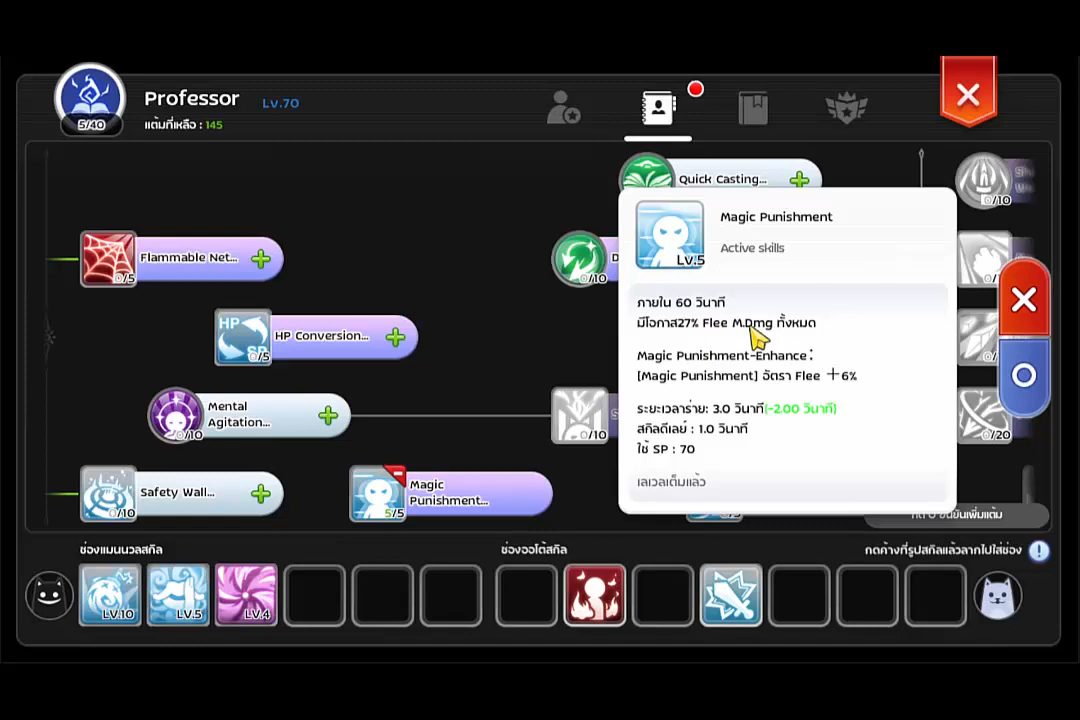 Professor Lv.70
5/40
แต้มที่เหลือ : 145
Quick Casting...
0/10
Flammable Net...
0/5
0/10
HP Conversion...
HP
SP
0/5
Mental
Agitation...
0/10
0/10
0/20
Safety Wall...
0/10
Magic
Punishment...
5/5
Magic Punishment
Active skills
Lv.5
ภายใน 60 วินาที
มีโอกาส27% Flee M.Dmg ทั้งหมด
Magic Punishment-Enhance :
[Magic Punishment] อัตรา Flee +6%
ระยะเวลาร่าย: 3.0 วินาที(-2.00 วินาที)
สกิลดีเลย์ : 1.0 วินาที
ใช้ SP : 70
เลเวลเต็มแล้ว
ช่องแมนนวลสกิล
ช่องออโต้สกิล
กดค้างที่รูปสกิลแล้วลากไปใส่ช่อง
LV.10
LV.5
LV.4